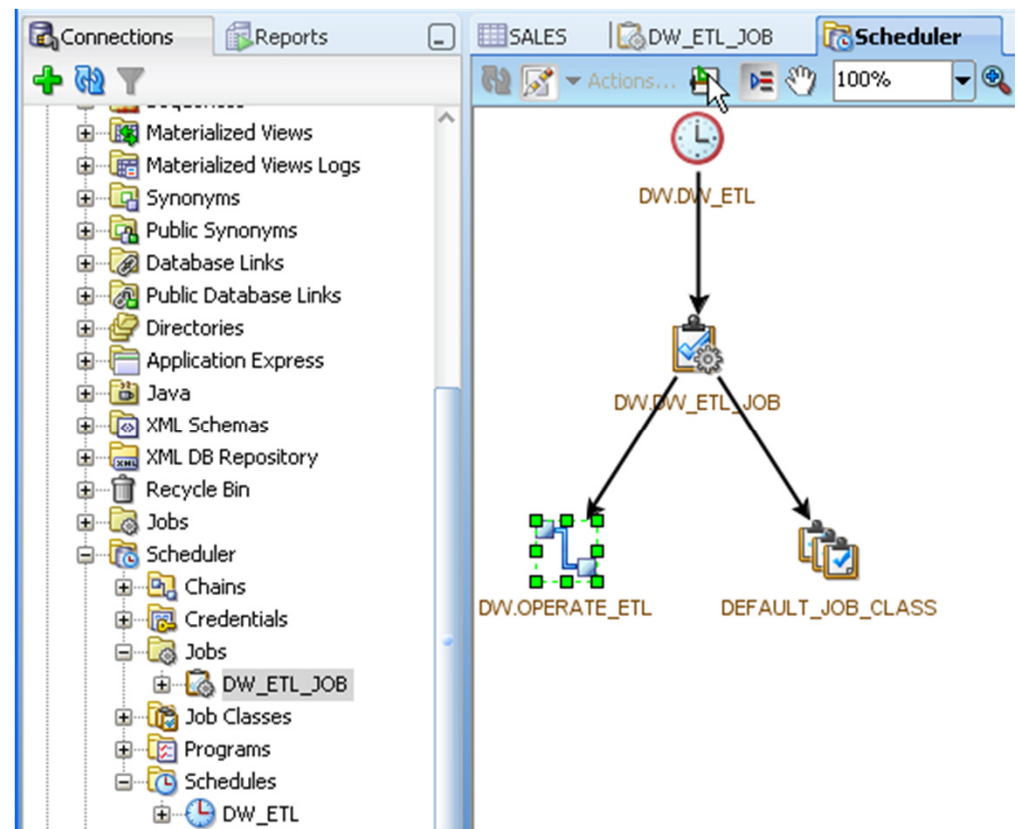 Connections
Reports
SALES
DW_ETL_JOB
Scheduler
Actions...
100%
Sequences
Materialized Views
Materialized Views Logs
Synonyms
Public Synonyms
Database Links
Public Database Links
Directories
Application Express
Java
XML Schemas
XML DB Repository
Recycle Bin
Jobs
Scheduler
Chains
Credentials
Jobs
DW_ETL_JOB
Job Classes
Programs
Schedules
DW_ETL
DW.DW_ETL
DW.DW_ETL_JOB
DW.OPERATE_ETL
DEFAULT_JOB_CLASS